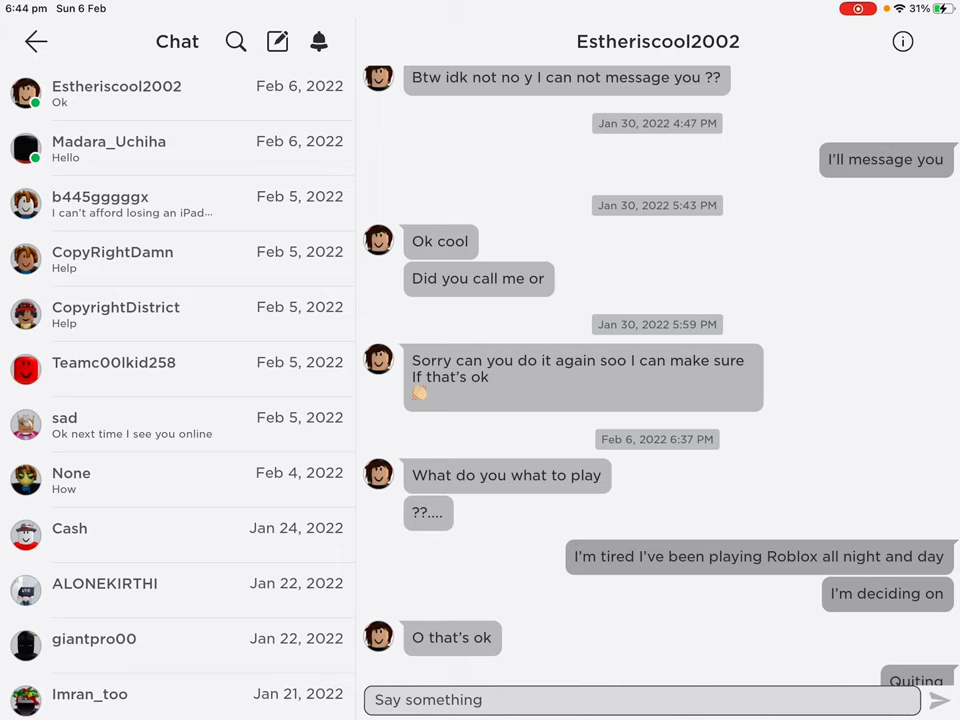 6:44 pm Sun 6 Feb
31%
Chat
Estheriscool2002
Estheriscool2002 Feb 6, 2022
Ok
Madara_Uchiha Feb 6, 2022
Hello
b445gggggx Feb 5, 2022
I can't afford losing an iPad...
CopyRightDamn Feb 5, 2022
Help
CopyrightDistrict Feb 5, 2022
Help
Teamc00lkid258 Feb 5, 2022
sad Feb 5, 2022
Ok next time I see you online
None Feb 4, 2022
How
Cash Jan 24, 2022
ALONEKIRTHI Jan 22, 2022
giantpro00 Jan 22, 2022
Imran_too Jan 21, 2022
Btw idk not no y I can not message you ??
Jan 30, 2022 4:47 PM
I'll message you
Jan 30, 2022 5:43 PM
Ok cool
Did you call me or
Jan 30, 2022 5:59 PM
Sorry can you do it again soo I can make sure
If that's ok
Feb 6, 2022 6:37 PM
What do you what to play
??....
I'm tired I've been playing Roblox all night and day
I'm deciding on
O that's ok
Quiting
Say something